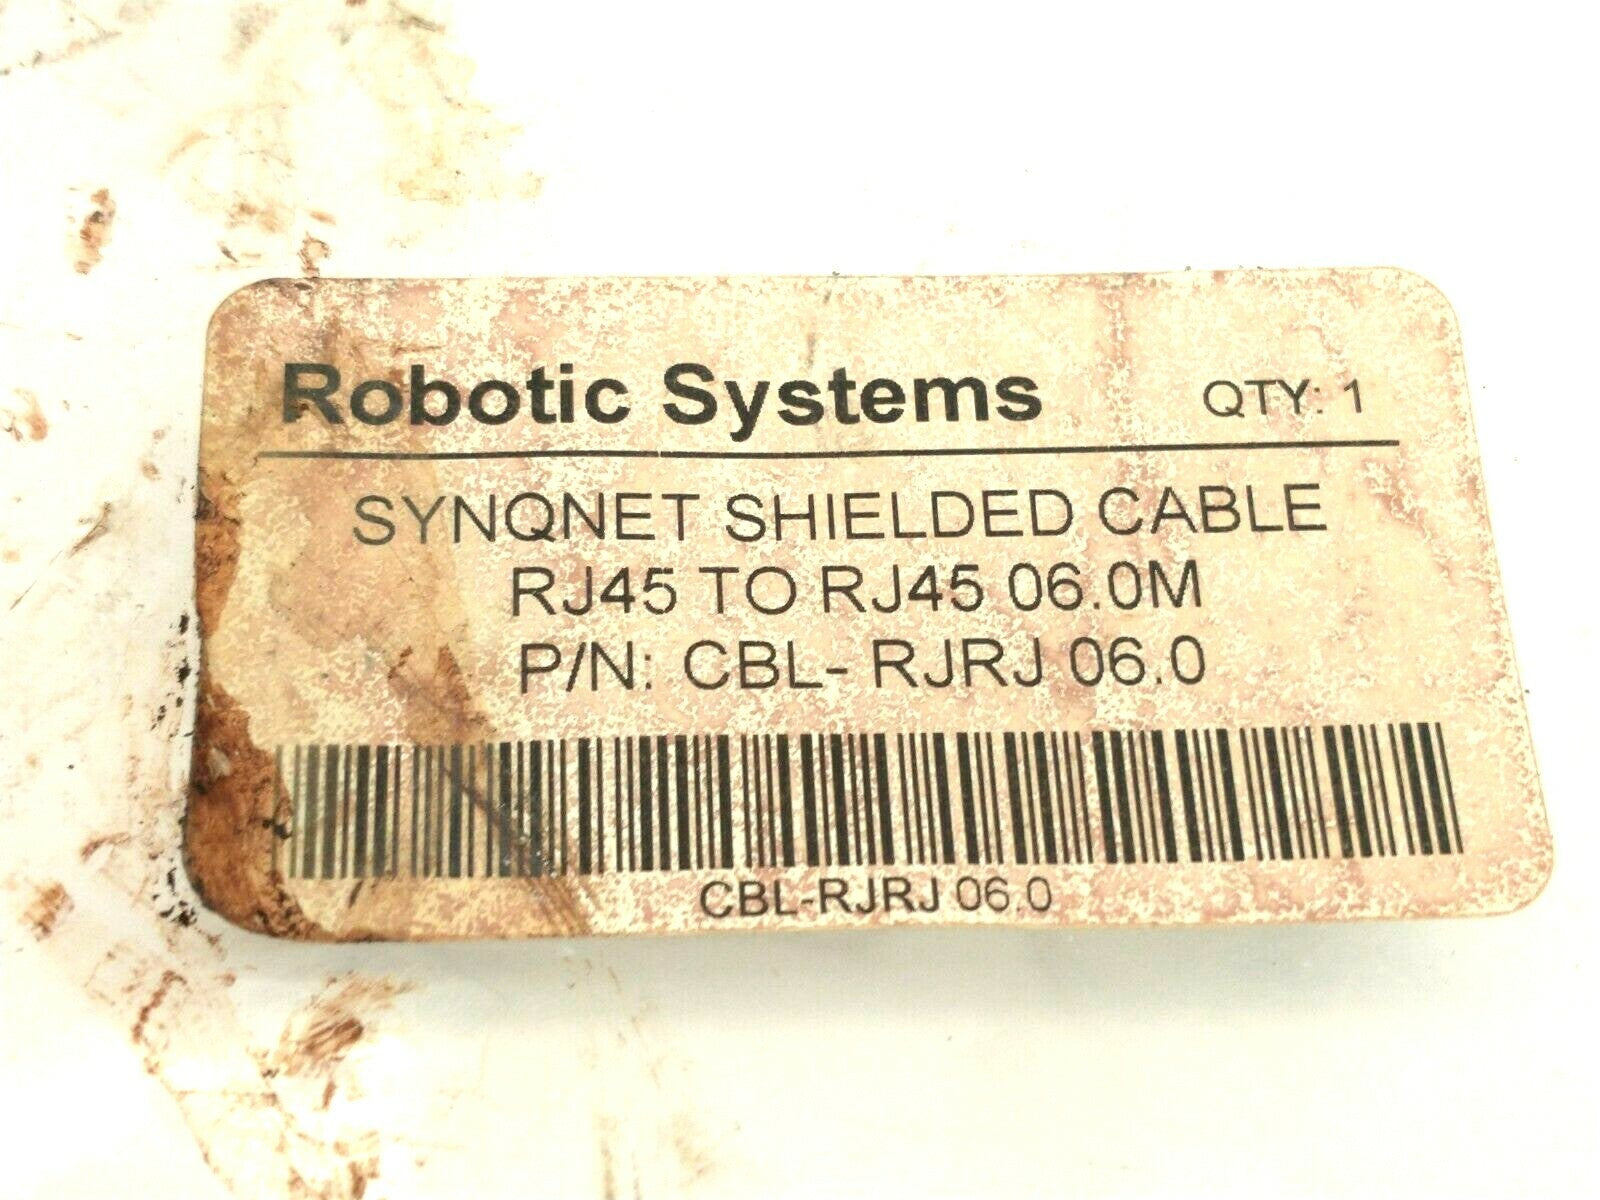 Robotic Systems QTY: 1
SYNQNET SHIELDED CABLE
RJ45 TO RJ45 06.0M
P/N: CBL- RJRJ 06.0
CBL-RJRJ 06.0